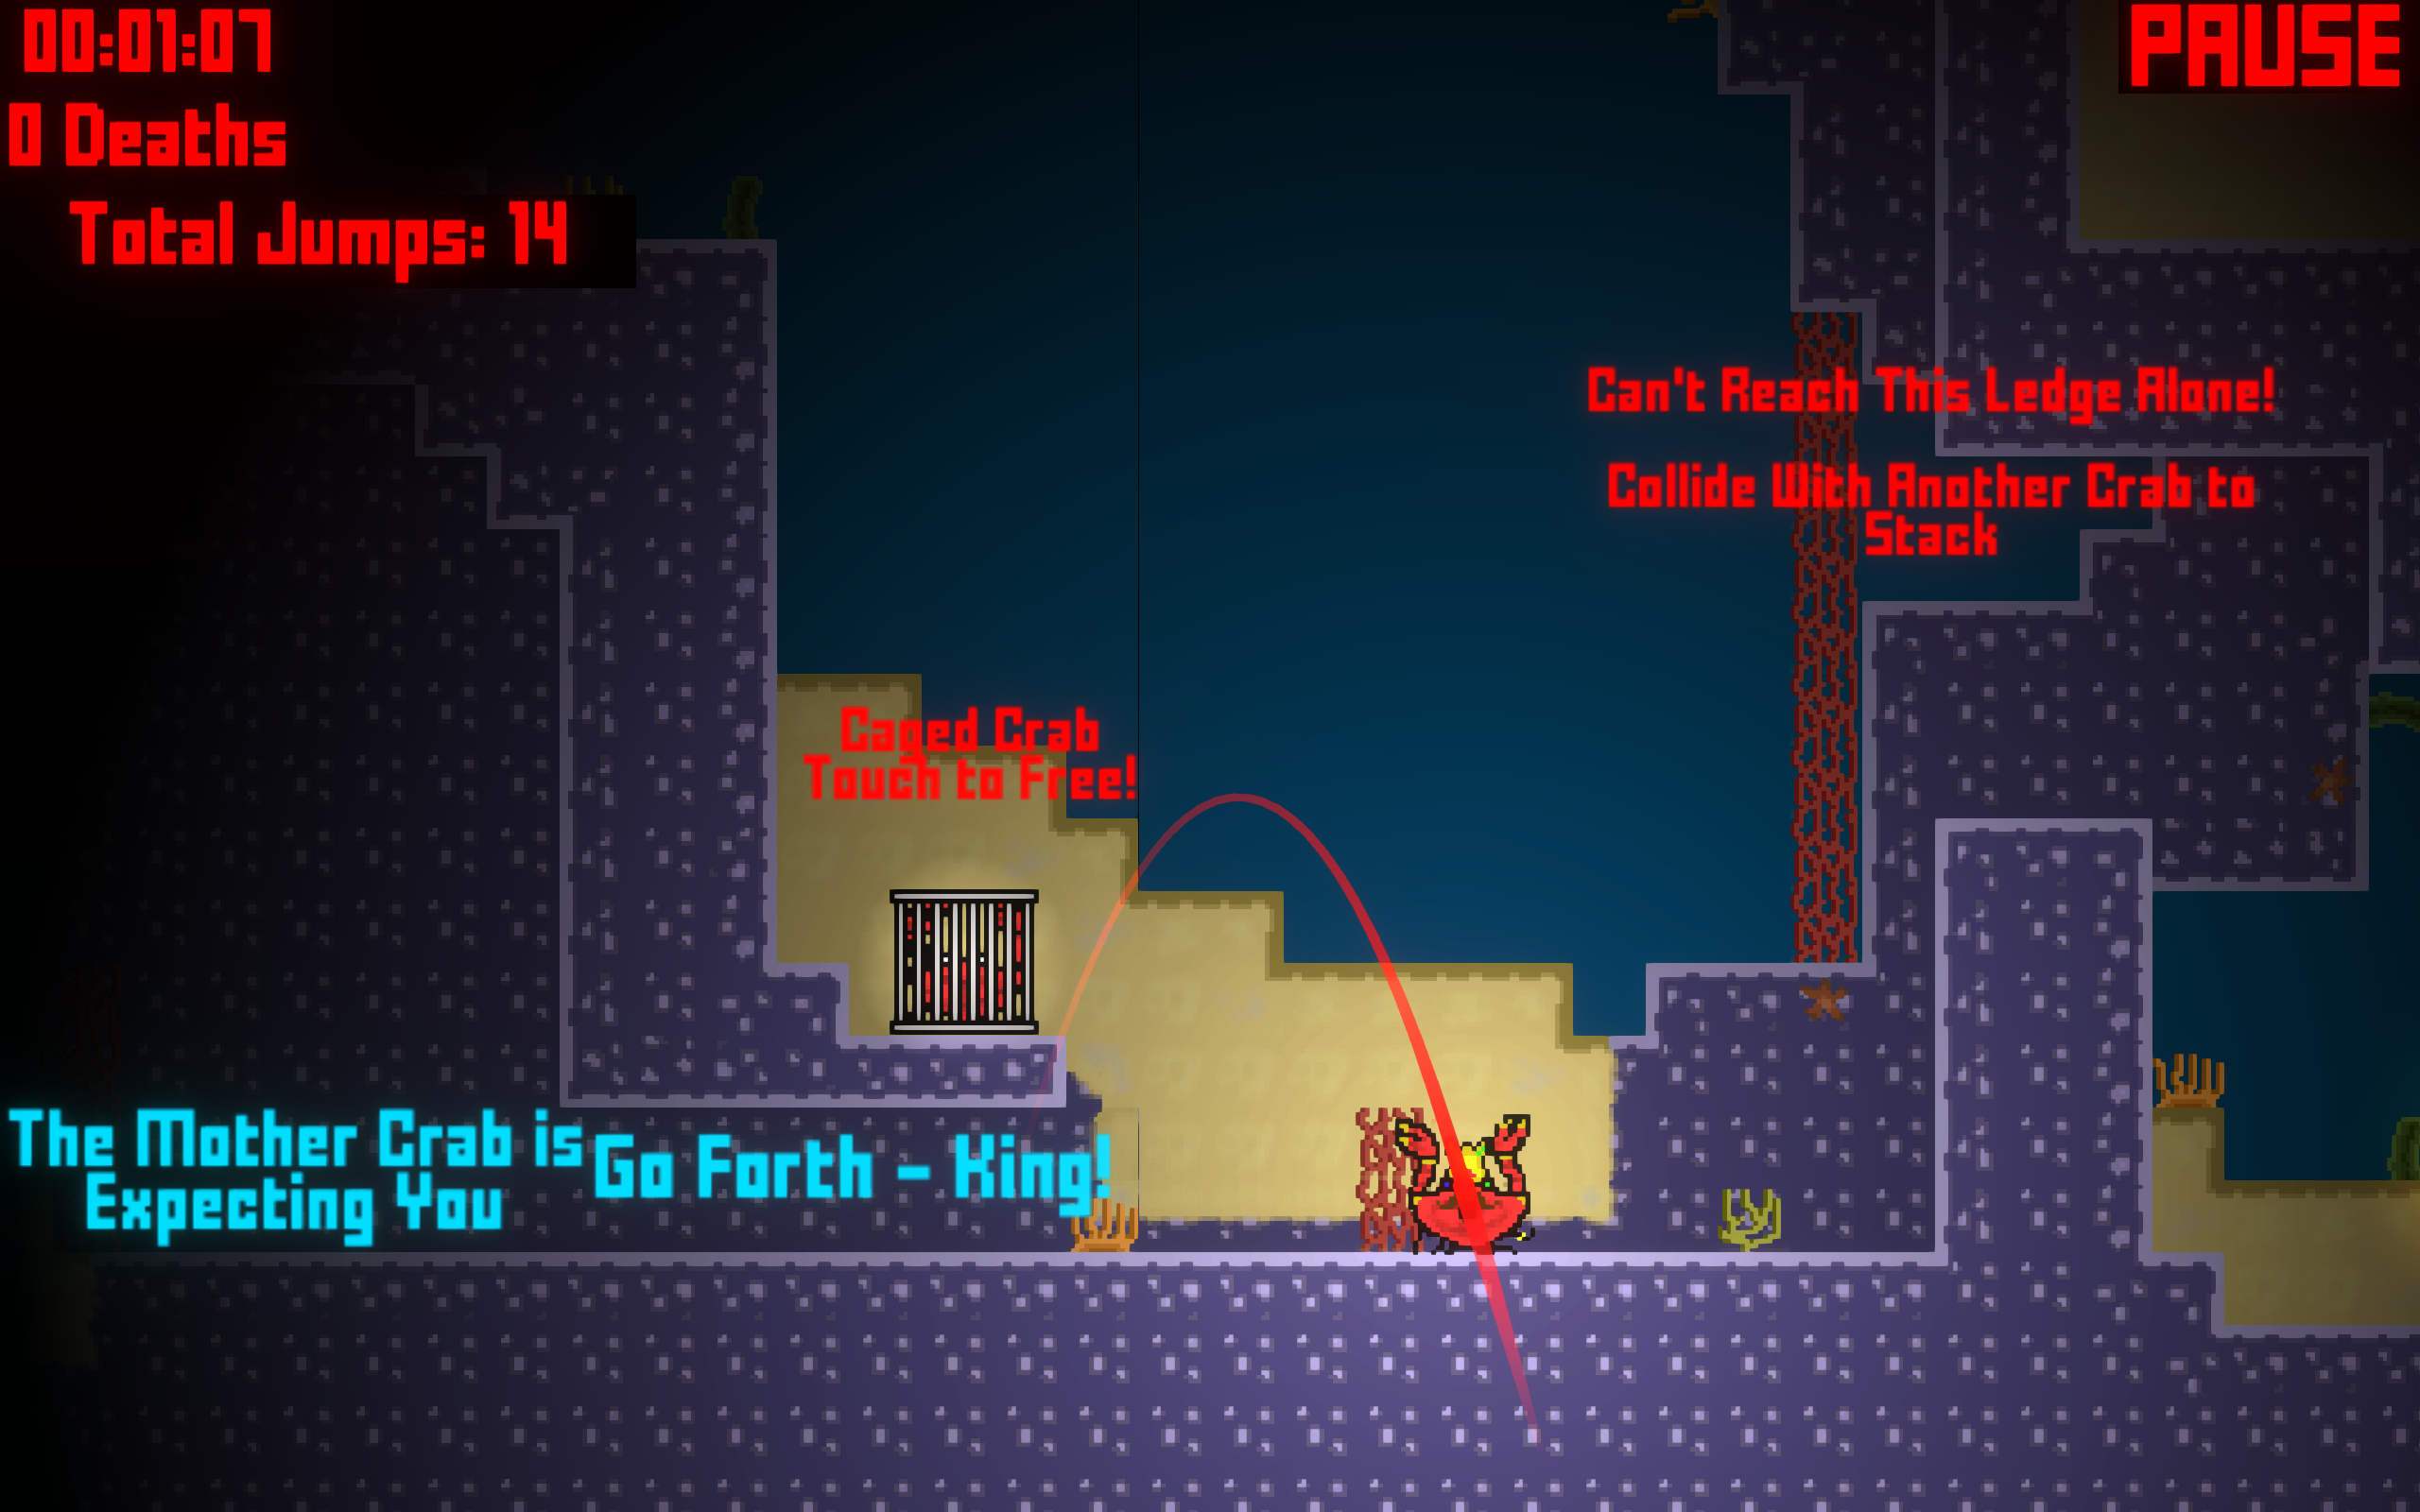 00:01:07
PAUSE
0 Deaths
Total Jumps: 14
Can't Reach This Ledge Alone!
Collide With Another Crab to
Stack
Caged Crab
Touch to Free!
The Mother Crab is
Expecting You
Go Forth - King!